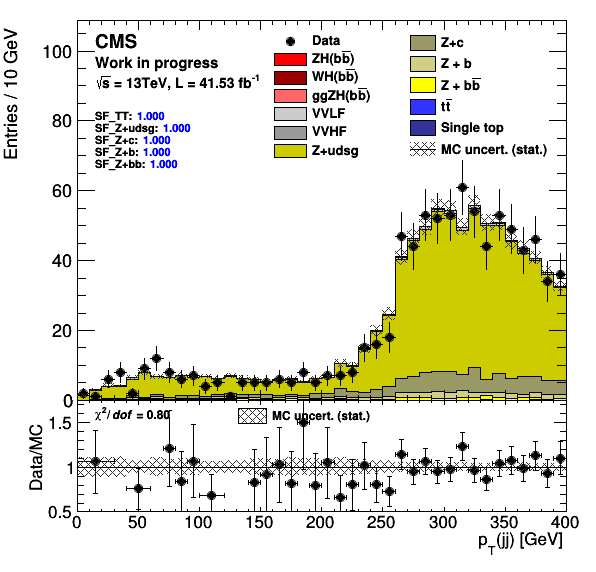 CMS
Work in progress
√s = 13TeV, L = 41.53 fb⁻¹
SF_TT: 1.000
SF_Z+udsg: 1.000
SF_Z+c: 1.000
SF_Z+b: 1.000
SF_Z+bb: 1.000
Data
ZH(bb̅)
WH(bb̅)
ggZH(bb̅)
VVLF
VVHF
Z+udsg
Z+c
Z + b
Z + bb̅
tt̅
Single top
MC uncert. (stat.)
Entries / 10 GeV
100
80
60
40
20
0
χ²/ dof = 0.80
MC uncert. (stat.)
Data/MC
1.5
1
0.5
0 50 100 150 200 250 300 350 400
p_T(jj) [GeV]